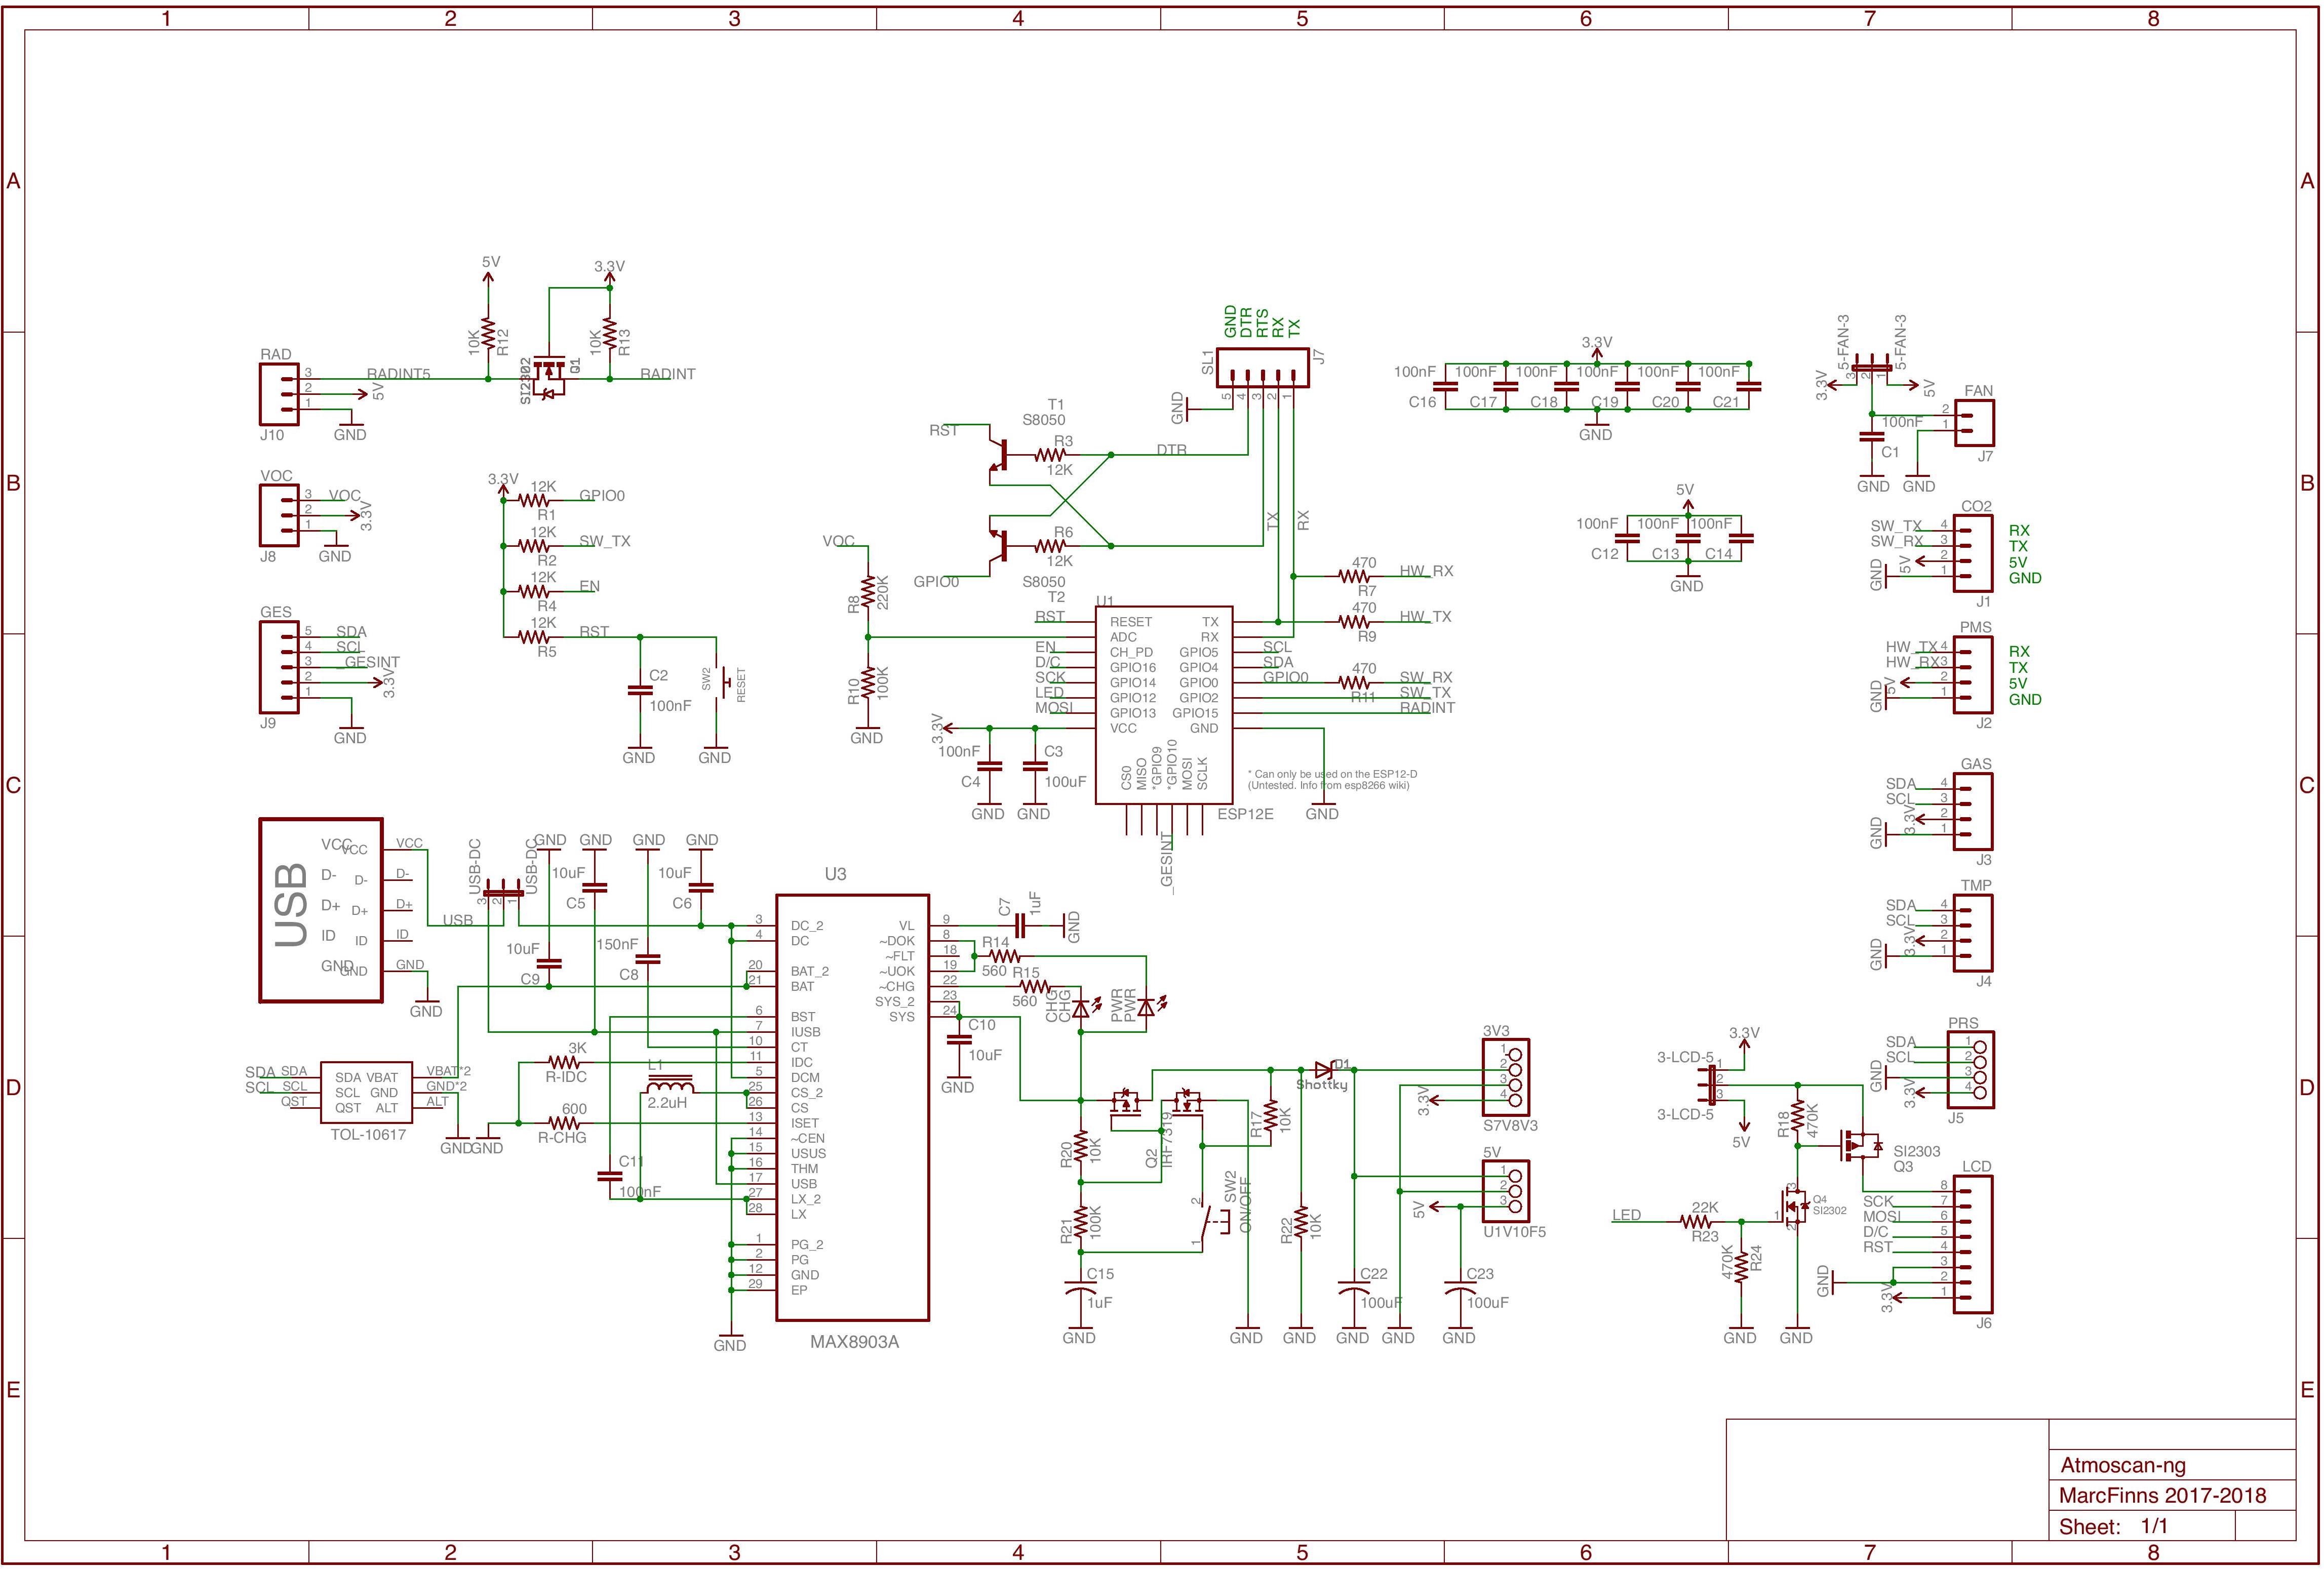 1 2 3 4 5 6 7 8
A
A
5V
3.3V
10K
R12
10K
R13
SI2302
Q1
RAD
3
2
1
RADINT5
5V
GND
J10
RADINT
VOC
3
2
1
VOC
3.3V
GND
J8
GES
5
4
3
2
1
SDA
SCL
_GESINT
3.3V
GND
J9
3.3V
12K
R1
GPIO0
12K
R2
SW_TX
12K
R4
EN
12K
R5
RST
C2
100nF
SW2
RESET
GND
GND
GND
DTR
RTS
RX
TX
SL1
J7
5
4
3
2
1
GND
T1
S8050
RST
R3
12K
DTR
R6
12K
S8050
T2
GPIO0
TX
RX
VOC
R8
220K
R10
100K
GND
470
R7
HW_RX
470
R9
HW_TX
470
R11
SW_RX
SW_TX
RADINT
U1
RST
EN
D/C
SCK
LED
MOSI
RESET
ADC
CH_PD
GPIO16
GPIO14
GPIO12
GPIO13
VCC
TX
RX
GPIO5
GPIO4
GPIO0
GPIO2
GPIO15
GND
SCL
SDA
GPIO0
CS0
MISO
*GPIO9
*GPIO10
MOSI
SCLK
* Can only be used on the ESP12-D
(Untested. Info from esp8266 wiki)
ESP12E
GND
_GESINT
3.3V
100nF
C4
C3
100uF
GND
GND
3.3V
100nF 100nF 100nF 100nF 100nF 100nF
C16 C17 C18 C19 C20 C21
GND
5V
100nF 100nF 100nF
C12 C13 C14
GND
5-FAN-3
5-FAN-3
3.3V
3
2
1
5V
FAN
2
1
J7
100nF
C1
GND
GND
B
B
CO2
SW_TX
SW_RX
5V
GND
4
3
2
1
J1
RX
TX
5V
GND
PMS
HW_TX
HW_RX
5V
GND
4
3
2
1
J2
RX
TX
5V
GND
C
C
GAS
SDA
SCL
3.3V
GND
4
3
2
1
J3
TMP
SDA
SCL
3.3V
GND
4
3
2
1
J4
USB
VCC
D-
D+
ID
GND
VCC
D-
D+
ID
GND
VCC
D-
D+
ID
GND
GND
USB-DC
USB-DC
3
2
1
USB
GND
GND
GND
GND
10uF
C5
10uF
C6
10uF
C9
150nF
C8
D
D
SDA
SCL
SDA
SCL
QST
SDA VBAT
SCL GND
QST ALT
VBAT*2
GND*2
ALT
TOL-10617
GND
GND
3K
R-IDC
600
R-CHG
L1
2.2uH
C11
100nF
U3
3 DC_2
4 DC
20 BAT_2
21 BAT
6 BST
7 IUSB
10 CT
11 IDC
5 DCM
25 CS_2
26 CS
13 ISET
14 ~CEN
15 USUS
16 THM
17 USB
27 LX_2
28 LX
1 PG_2
2 PG
12 GND
29 EP
VL 9
~DOK 8
~FLT 18
~UOK 19
~CHG 22
SYS_2 23
SYS 24
MAX8903A
GND
C7
1uF
GND
R14
560
R15
560
CHG
CHG
PWR
PWR
C10
10uF
GND
R20
10K
R21
100K
C15
1uF
GND
Q2
IRF7319
R17
10K
SW2
ON/OFF
2
1
R22
10K
D1
Shottky
GND
GND
GND
GND
GND
C22
100uF
C23
100uF
3V3
1
2
3
4
3.3V
S7V8V3
5V
1
2
3
5V
U1V10F5
3.3V
3-LCD-5
1
2
3
3-LCD-5
5V
R18
470K
SI2303
Q3
Q4
SI2302
3
1
2
LED
22K
R23
470K
R24
GND
GND
PRS
SDA
SCL
GND
3.3V
1
2
3
4
J5
LCD
SCK
MOSI
D/C
RST
GND
3.3V
8
7
6
5
4
3
2
1
J6
E
E
Atmoscan-ng
MarcFinns 2017-2018
Sheet: 1/1
1 2 3 4 5 6 7 8